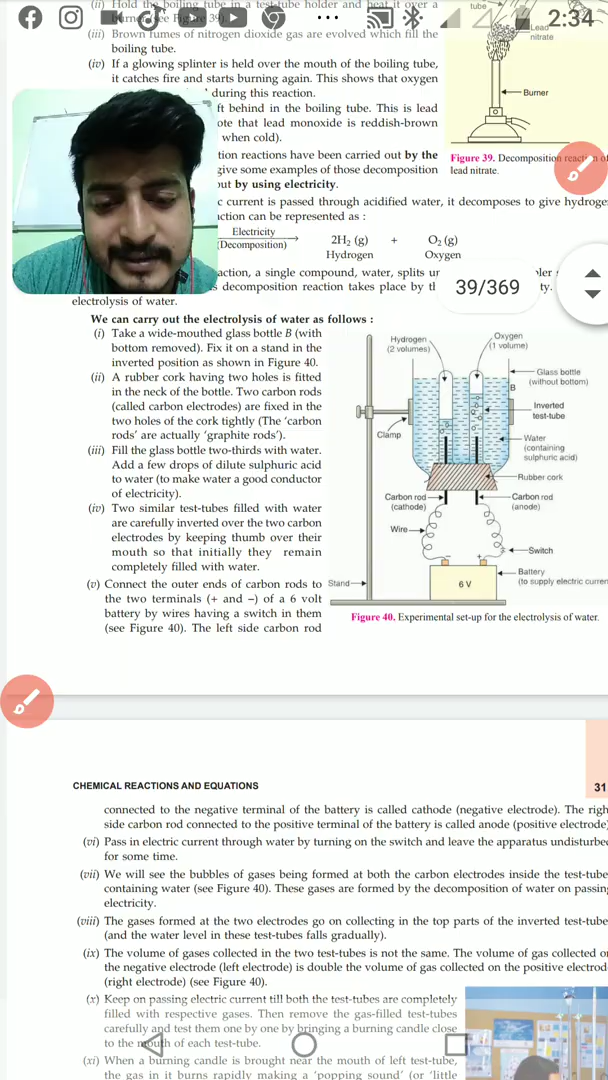 (ii) Hold the boiling tube in a test-tube holder and heat it over a
burner (see Figure 39).
(iii) Brown fumes of nitrogen dioxide gas are evolved which fill the
boiling tube.
(iv) If a glowing splinter is held over the mouth of the boiling tube,
it catches fire and starts burning again. This shows that oxygen
during this reaction.
ft behind in the boiling tube. This is lead
ote that lead monoxide is reddish-brown
when cold).
tube
Lead
nitrate
Burner
2:34
Figure 39. Decomposition reaction of
lead nitrate.
tion reactions have been carried out by the
give some examples of those decomposition
out by using electricity.
c current is passed through acidified water, it decomposes to give hydroge
action can be represented as :
Electricity
(Decomposition)
2H₂ (g) + O₂ (g)
Hydrogen Oxygen
action, a single compound, water, splits
s decomposition reaction takes place by
ty.
39/369
electrolysis of water.
We can carry out the electrolysis of water as follows :
(i) Take a wide-mouthed glass bottle B (with
bottom removed). Fix it on a stand in the
inverted position as shown in Figure 40.
(ii) A rubber cork having two holes is fitted
in the neck of the bottle. Two carbon rods
(called carbon electrodes) are fixed in the
two holes of the cork tightly (The 'carbon
rods' are actually 'graphite rods').
(iii) Fill the glass bottle two-thirds with water.
Add a few drops of dilute sulphuric acid
to water (to make water a good conductor
of electricity).
(iv) Two similar test-tubes filled with water
are carefully inverted over the two carbon
electrodes by keeping thumb over their
mouth so that initially they remain
completely filled with water.
(v) Connect the outer ends of carbon rods to
the two terminals (+ and –) of a 6 volt
battery by wires having a switch in them
(see Figure 40). The left side carbon rod
Hydrogen
(2 volumes)
Oxygen
(1 volume)
Glass bottle
(without bottom)
B
Inverted
test-tube
Clamp
Water
(containing
sulphuric acid)
Rubber cork
Carbon rod
(cathode)
Carbon rod
(anode)
Wire
Switch
– +
Battery
(to supply electric curren
6 V
Stand
Figure 40. Experimental set-up for the electrolysis of water.
CHEMICAL REACTIONS AND EQUATIONS
31
connected to the negative terminal of the battery is called cathode (negative electrode). The righ
side carbon rod connected to the positive terminal of the battery is called anode (positive electrode
(vi) Pass in electric current through water by turning on the switch and leave the apparatus undisturbe
for some time.
(vii) We will see the bubbles of gases being formed at both the carbon electrodes inside the test-tube
containing water (see Figure 40). These gases are formed by the decomposition of water on passing
electricity.
(viii) The gases formed at the two electrodes go on collecting in the top parts of the inverted test-tube
(and the water level in these test-tubes falls gradually).
(ix) The volume of gases collected in the two test-tubes is not the same. The volume of gas collected on
the negative electrode (left electrode) is double the volume of gas collected on the positive electrod
(right electrode) (see Figure 40).
(x) Keep on passing electric current till both the test-tubes are completely
filled with respective gases. Then remove the gas-filled test-tubes
carefully and test them one by one by bringing a burning candle close
to the mouth of each test-tube.
(xi) When a burning candle is brought near the mouth of left test-tube,
the gas in it burns rapidly making a 'popping sound' (or 'little